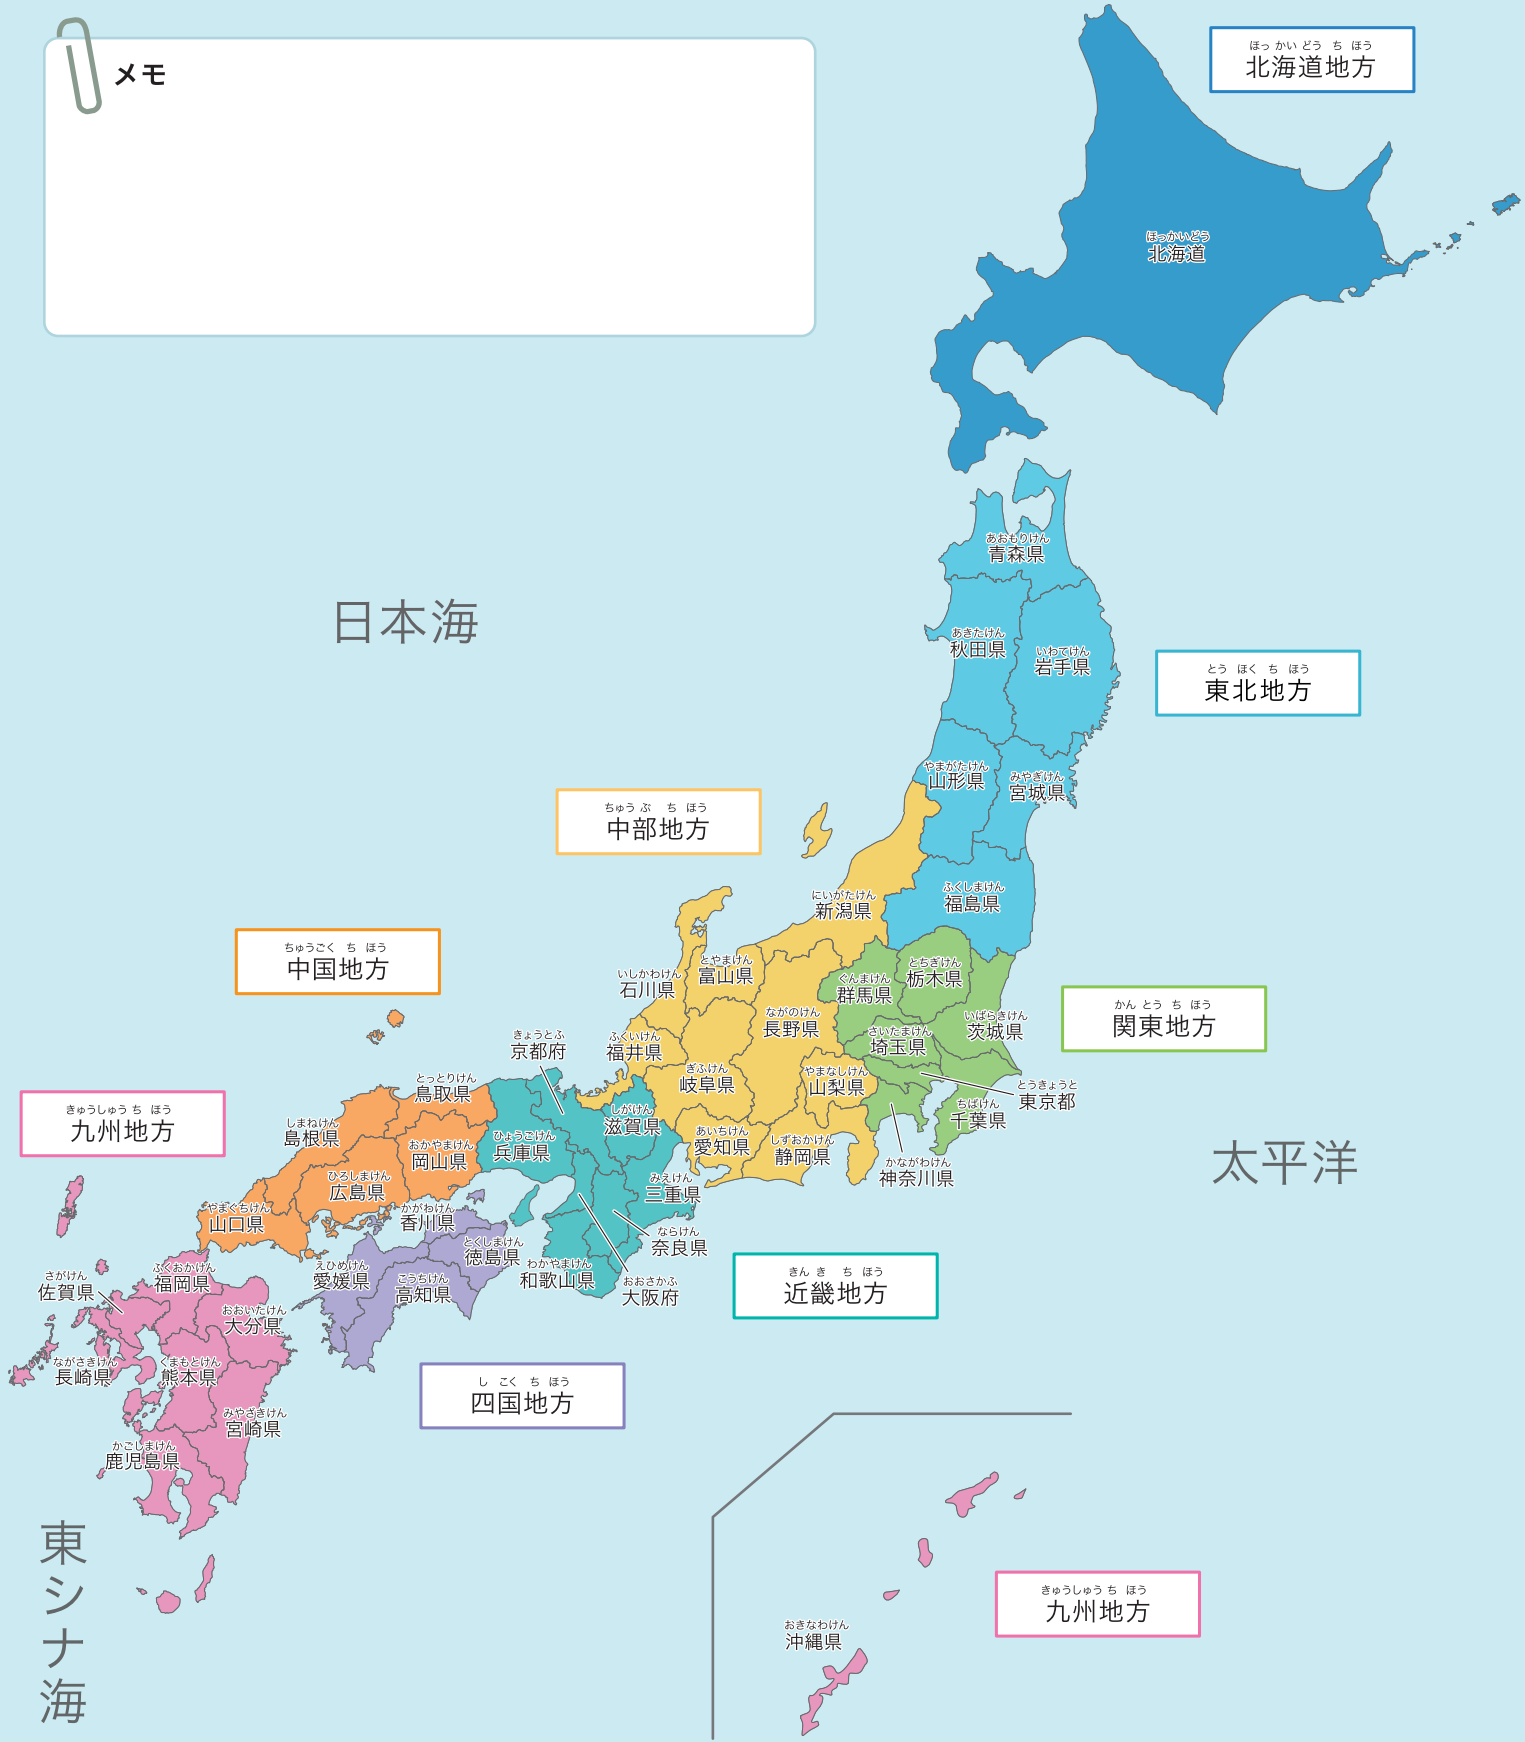 メモ
ほっ かい どう ち ほう
北海道地方
ほっかいどう
北海道
あおもりけん
青森県
日本海
あきたけん
秋田県
いわてけん
岩手県
とう ほく ち ほう
東北地方
やまがたけん
山形県
みやぎけん
宮城県
ちゅう ぶ ち ほう
中部地方
ふくしまけん
福島県
にいがたけん
新潟県
ちゅうごく ち ほう
中国地方
いしかわけん
石川県
とやまけん
富山県
ぐんまけん
群馬県
とちぎけん
栃木県
ながのけん
長野県
いばらきけん
茨城県
かん とう ち ほう
関東地方
さいたまけん
埼玉県
きょうとふ
京都府
ふくいけん
福井県
ぎふけん
岐阜県
やまなしけん
山梨県
とうきょうと
東京都
とっとりけん
鳥取県
ちばけん
千葉県
きゅうしゅう ち ほう
九州地方
しまねけん
島根県
おかやまけん
岡山県
ひょうごけん
兵庫県
しがけん
滋賀県
あいちけん
愛知県
しずおかけん
静岡県
かながわけん
神奈川県
太平洋
ひろしまけん
広島県
みえけん
三重県
やまぐちけん
山口県
かがわけん
香川県
とくしまけん
徳島県
ならけん
奈良県
わかやまけん
和歌山県
おおさかふ
大阪府
きん き ち ほう
近畿地方
さがけん
佐賀県
ふくおかけん
福岡県
えひめけん
愛媛県
こうちけん
高知県
おおいたけん
大分県
ながさきけん
長崎県
くまもとけん
熊本県
し こく ち ほう
四国地方
みやざきけん
宮崎県
かごしまけん
鹿児島県
東シナ海
きゅうしゅう ち ほう
九州地方
おきなわけん
沖縄県